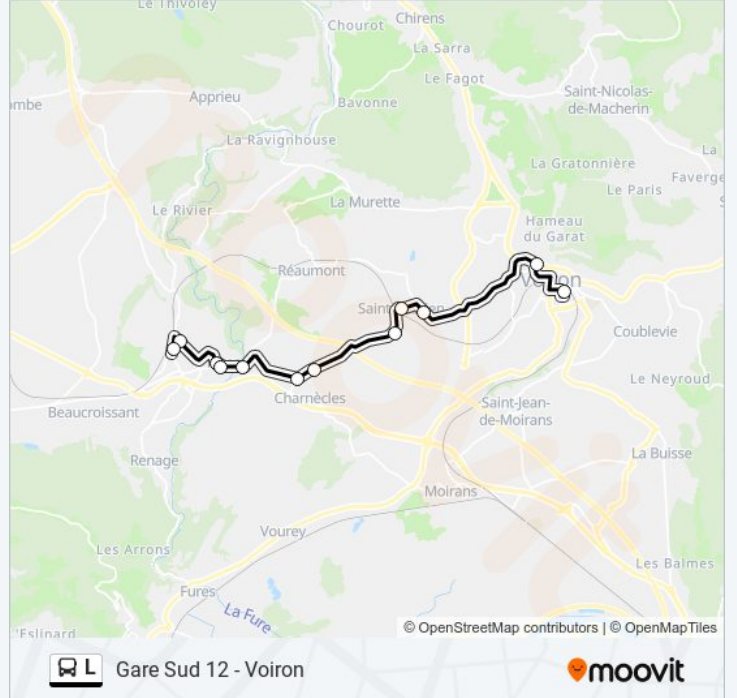 Le Thivoley
Chirens
Chourot
La Sarra
Le Fagot
Saint-Nicolas-
de-Macherin
Apprieu
Bavonne
La Ravignhouse
La Gratonnière
La
Faverge
Le Paris
Le Rivier
La Murette
Hameau
du Garat
Réaumont
Voiron
Coublevie
Le Neyroud
Charnècles
Beaucroissant
Saint-Jean-
de-Moirans
La Buisse
Renage
Moirans
Vourey
Les Arrons
Les Balmes
Fures
La Fure
L'Eslinard
© OpenStreetMap contributors | © OpenMapTiles
L Gare Sud 12 - Voiron
moovit